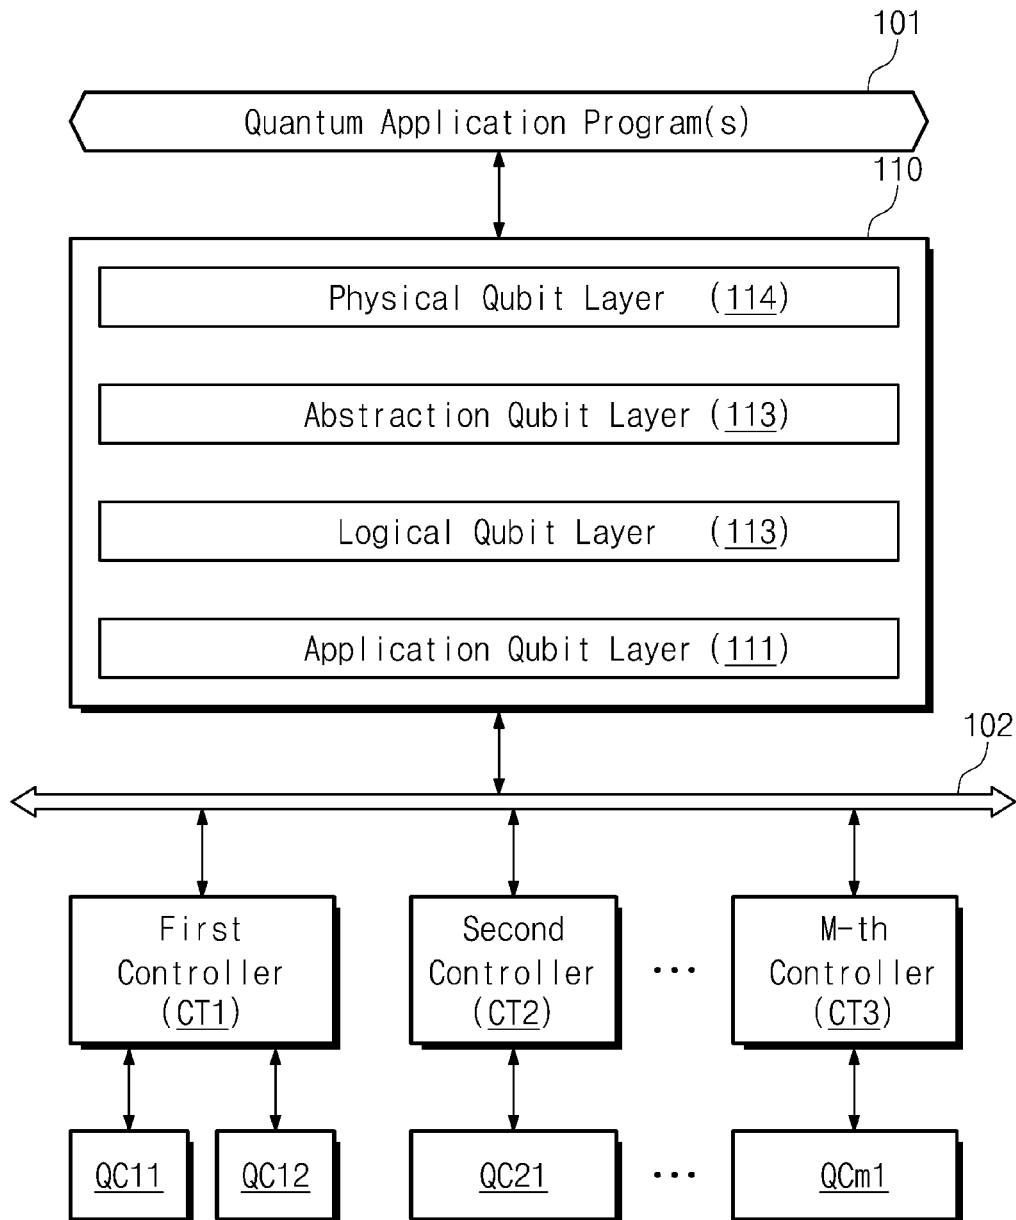 101
Quantum Application Program(s)
110
Physical Qubit Layer (114)
Abstraction Qubit Layer (113)
Logical Qubit Layer (113)
Application Qubit Layer (111)
102
First
Controller
(CT1)
Second
Controller
(CT2)
...
M-th
Controller
(CT3)
QC11
QC12
QC21
...
QCm1